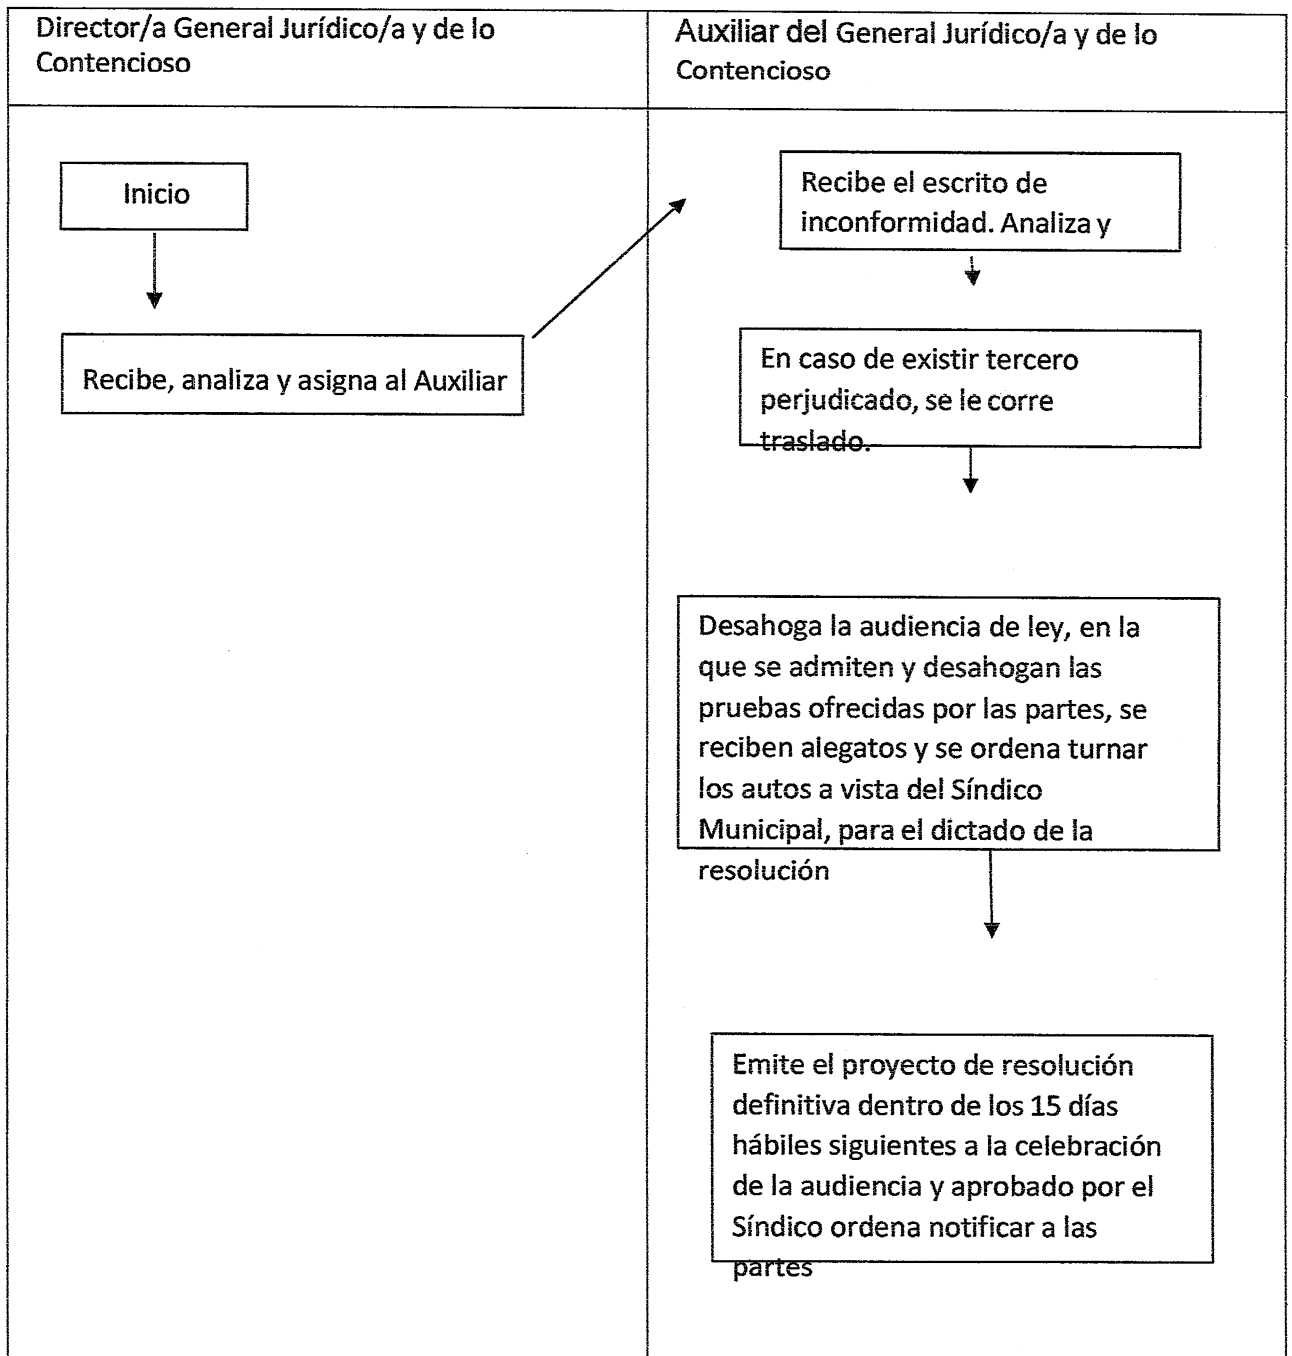 Director/a General Jurídico/a y de lo
Contencioso
Auxiliar del General Jurídico/a y de lo
Contencioso
Inicio
Recibe, analiza y asigna al Auxiliar
Recibe el escrito de
inconformidad. Analiza y
En caso de existir tercero
perjudicado, se le corre
traslado.
Desahoga la audiencia de ley, en la
que se admiten y desahogan las
pruebas ofrecidas por las partes, se
reciben alegatos y se ordena turnar
los autos a vista del Síndico
Municipal, para el dictado de la
resolución
Emite el proyecto de resolución
definitiva dentro de los 15 días
hábiles siguientes a la celebración
de la audiencia y aprobado por el
Síndico ordena notificar a las
partes